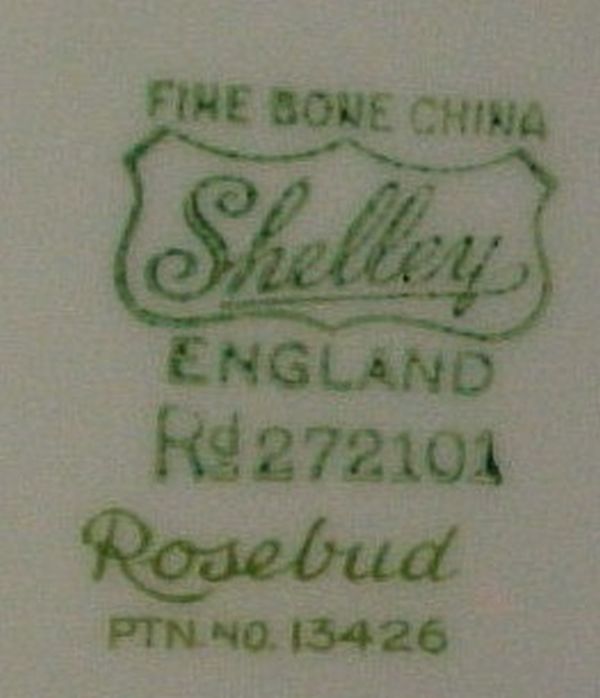 FINE BONE CHINA
Shelley
ENGLAND
Rd 272101
Rosebud
PTN. NO. 13426